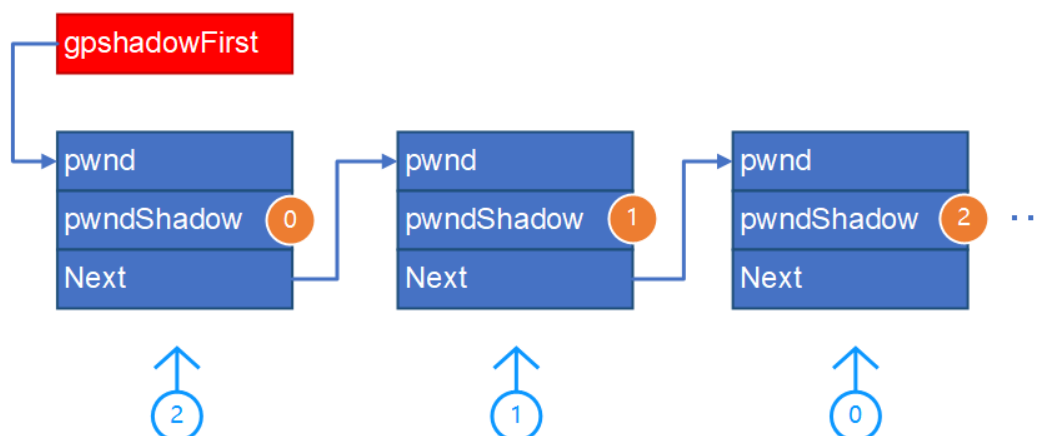 gpshadowFirst
pwnd pwnd pwnd
pwndShadow 0 pwndShadow 1 pwndShadow 2 ..
Next Next Next
2 1 0